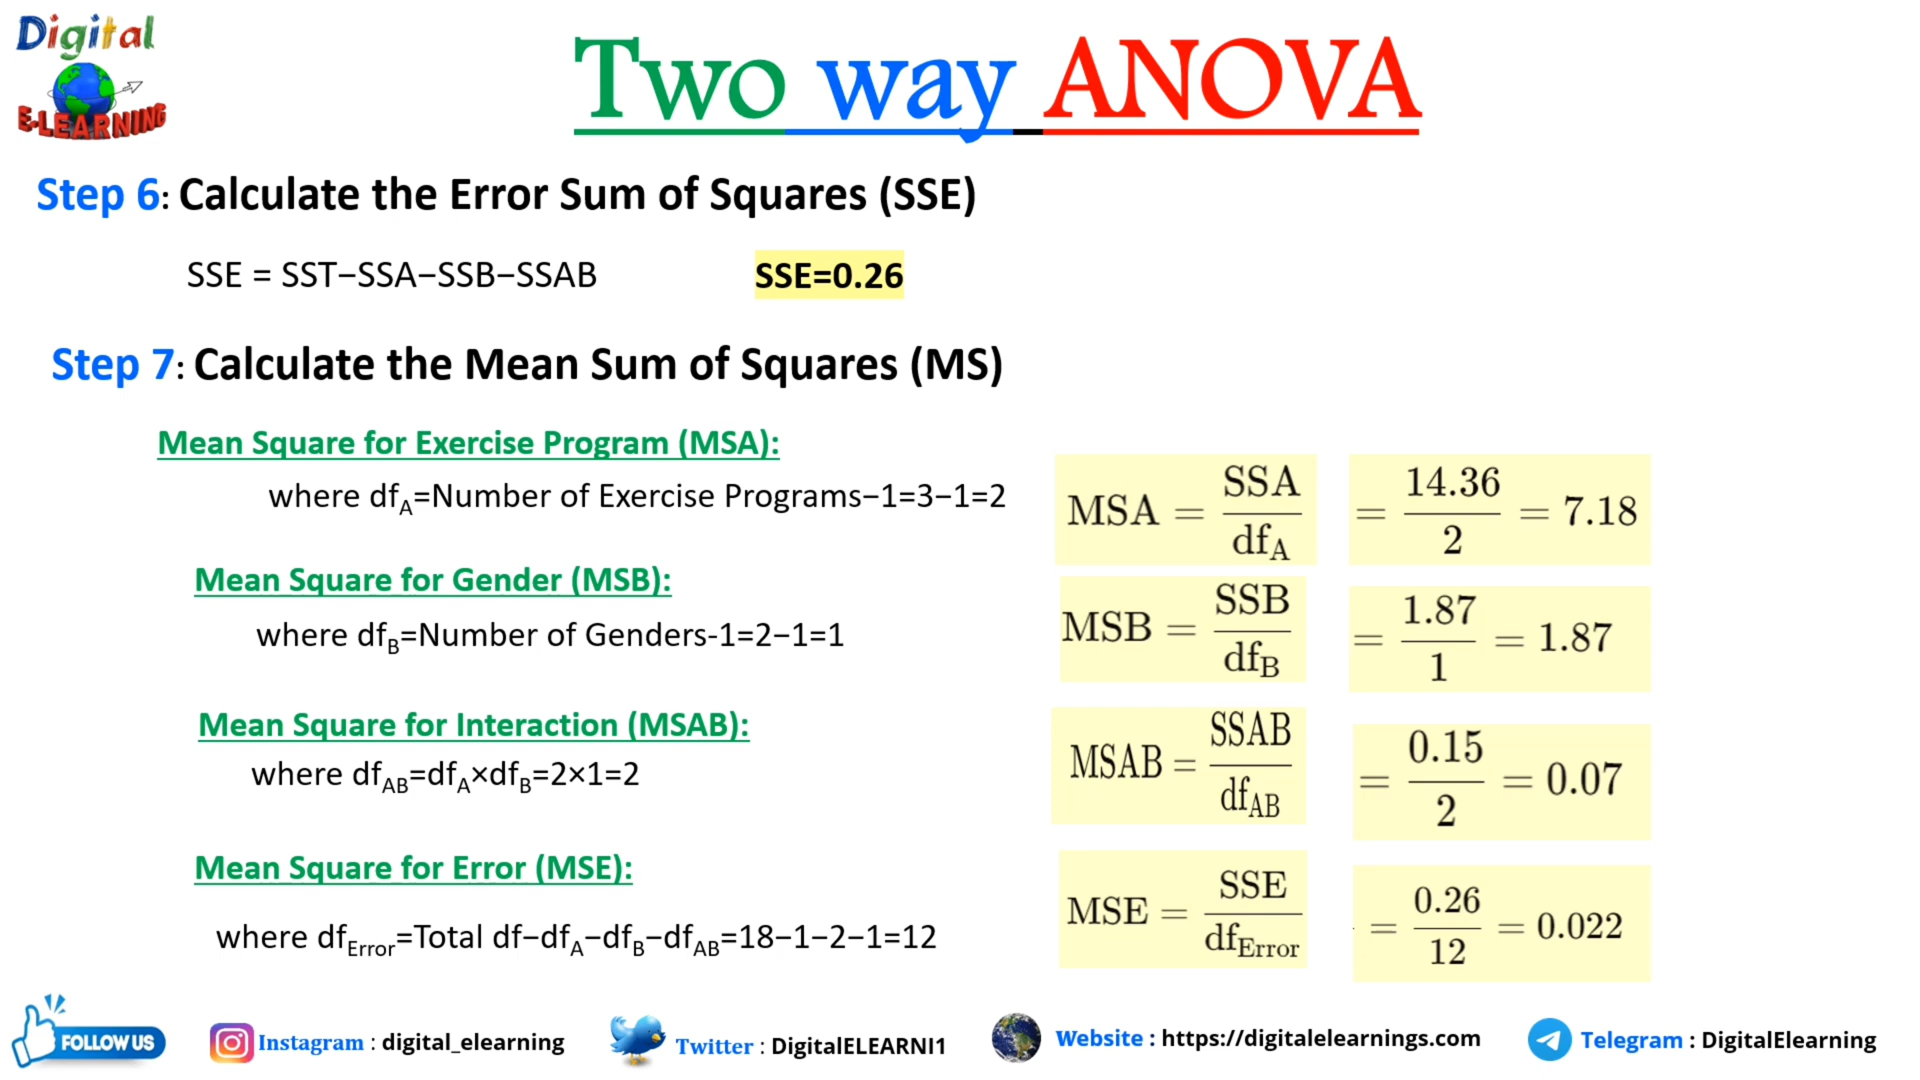 Digital
E-LEARNING
Two way ANOVA
Step 6: Calculate the Error Sum of Squares (SSE)
SSE = SST−SSA−SSB−SSAB SSE=0.26
Step 7: Calculate the Mean Sum of Squares (MS)
Mean Square for Exercise Program (MSA):
where dfA=Number of Exercise Programs−1=3−1=2
MSA = SSA/dfA = 14.36/2 = 7.18
Mean Square for Gender (MSB):
where dfB=Number of Genders-1=2−1=1
MSB = SSB/dfB = 1.87/1 = 1.87
Mean Square for Interaction (MSAB):
where dfAB=dfA×dfB=2×1=2
MSAB = SSAB/dfAB = 0.15/2 = 0.07
Mean Square for Error (MSE):
where dfError=Total df−dfA−dfB−dfAB=18−1−2−1=12
MSE = SSE/dfError = 0.26/12 = 0.022
FOLLOW US
Instagram : digital_elearning
Twitter : DigitalELEARNI1
Website : https://digitalelearnings.com
Telegram : DigitalElearning